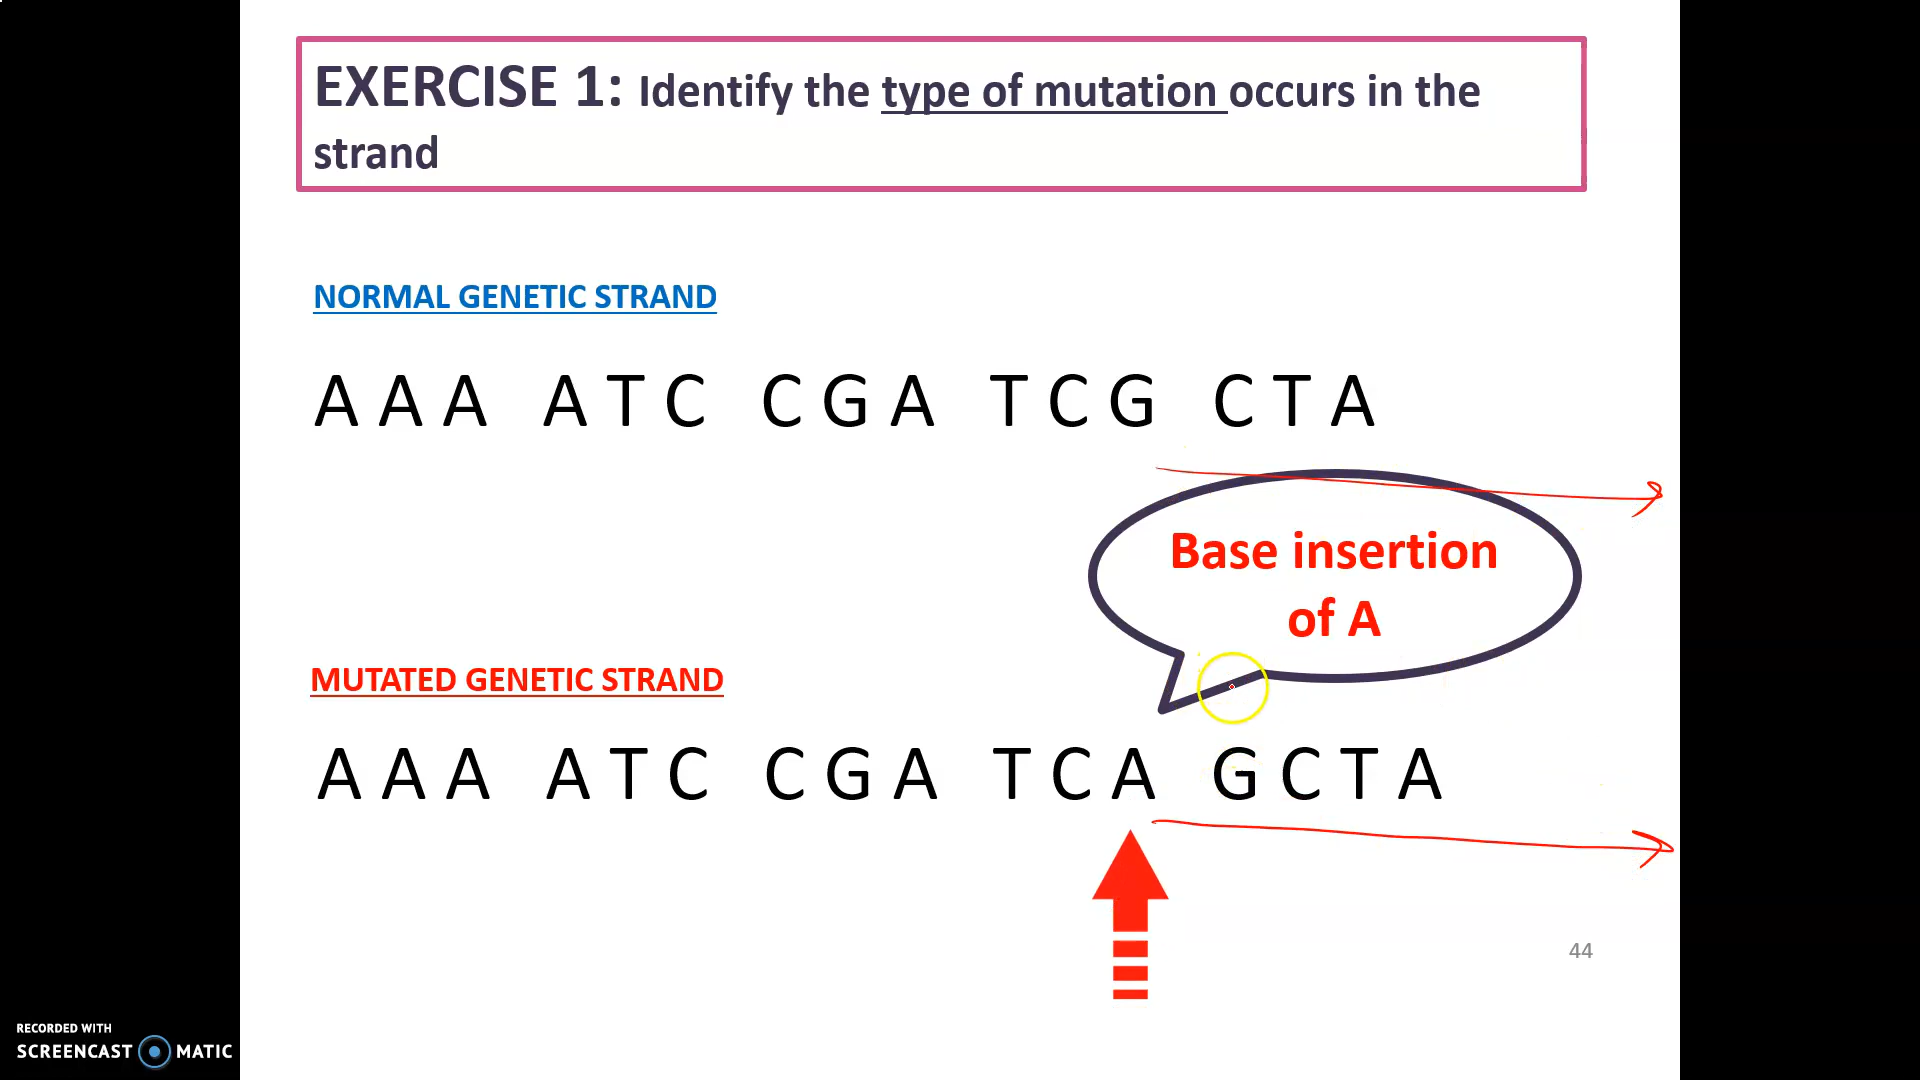 EXERCISE 1: Identify the type of mutation occurs in the
strand
NORMAL GENETIC STRAND
A A A  A T C  C G A  T C G  C T A
Base insertion
of A
MUTATED GENETIC STRAND
A A A  A T C  C G A  T C A  G C T A
44
RECORDED WITH
SCREENCAST MATIC